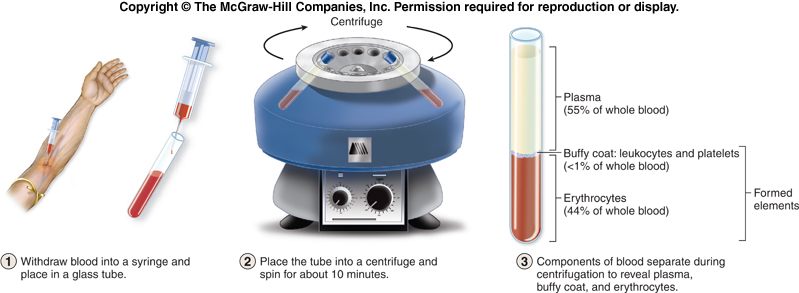 Copyright © The McGraw-Hill Companies, Inc. Permission required for reproduction or display.
Centrifuge
Plasma
(55% of whole blood)
Buffy coat: leukocytes and platelets
(<1% of whole blood)
Erythrocytes
(44% of whole blood)
Formed
elements
1 Withdraw blood into a syringe and
place in a glass tube.
2 Place the tube into a centrifuge and
spin for about 10 minutes.
3 Components of blood separate during
centrifugation to reveal plasma,
buffy coat, and erythrocytes.